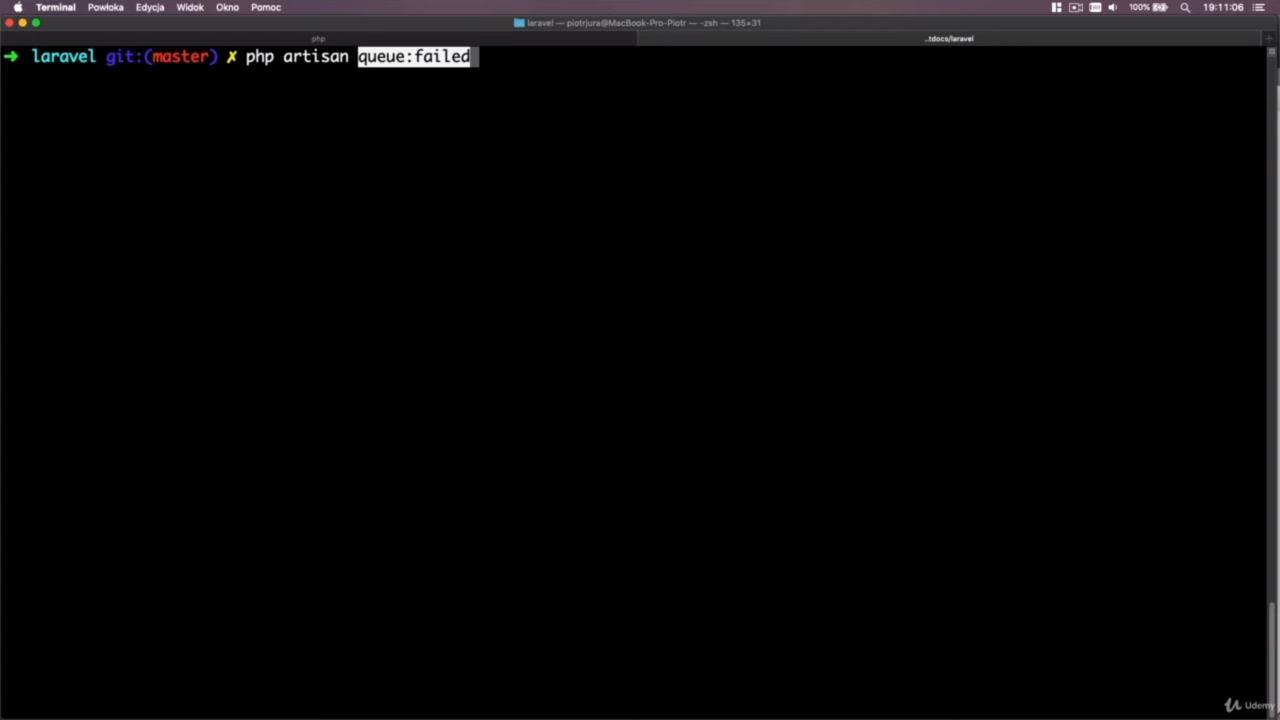 Terminal Powłoka Edycja Widok Okno Pomoc 100% 19:11:06
laravel — piotrjura@MacBook-Pro-Piotr — -zsh — 135×31
php ..tdocs/laravel +
➜ laravel git:(master) ✗ php artisan queue:failed
Udemy